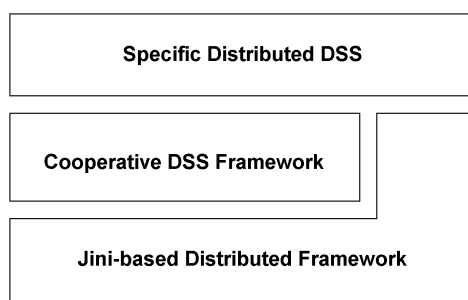 Specific Distributed DSS
Cooperative DSS Framework
Jini-based Distributed Framework